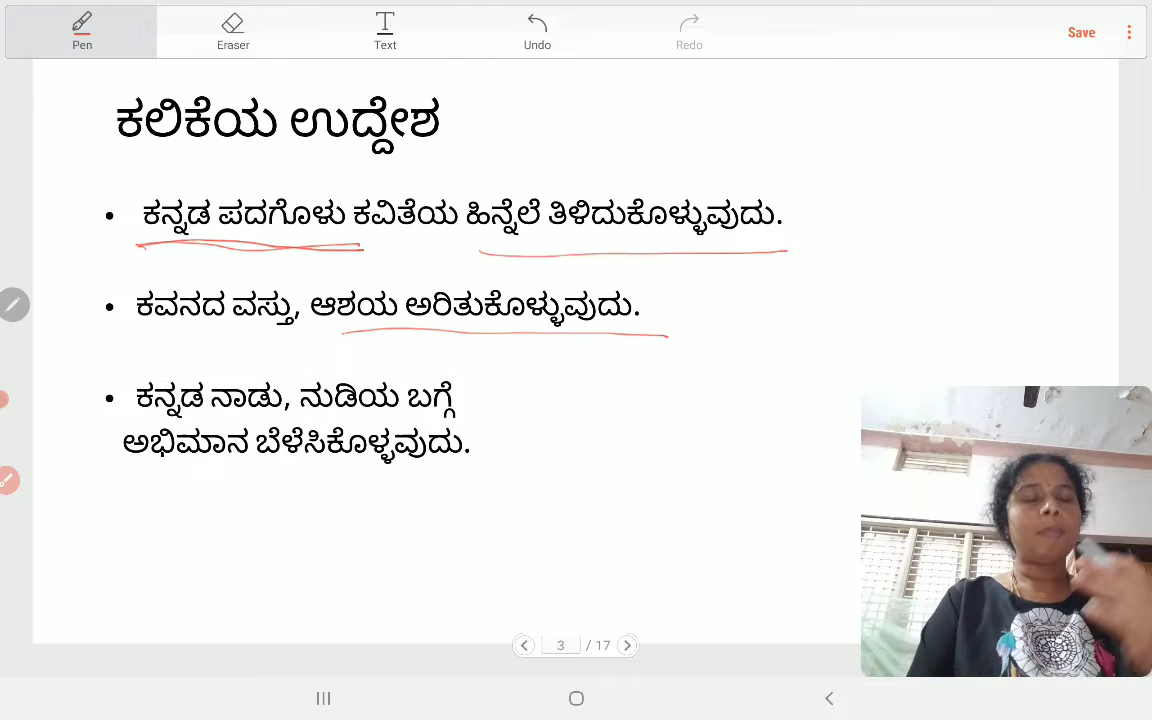 Pen
Eraser
Text
Undo
Redo
Save
ಕಲಿಕೆಯ ಉದ್ದೇಶ
• ಕನ್ನಡ ಪದಗೊಳು ಕವಿತೆಯ ಹಿನ್ನೆಲೆ ತಿಳಿದುಕೊಳ್ಳುವುದು.
• ಕವನದ ವಸ್ತು, ಆಶಯ ಅರಿತುಕೊಳ್ಳುವುದು.
• ಕನ್ನಡ ನಾಡು, ನುಡಿಯ ಬಗ್ಗೆ
ಅಭಿಮಾನ ಬೆಳೆಸಿಕೊಳ್ಳವುದು.
3 / 17